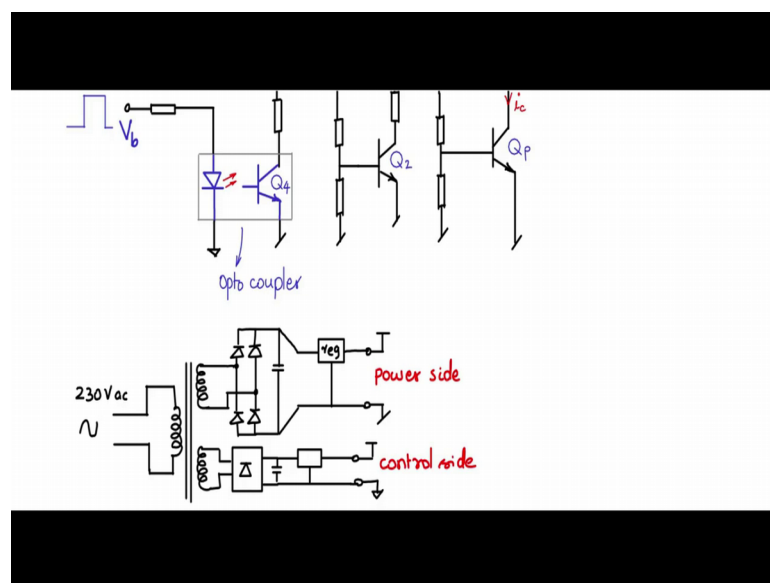 ic
Vb
Q4
Q2
Qp
Opto coupler
reg
power side
230Vac
control side